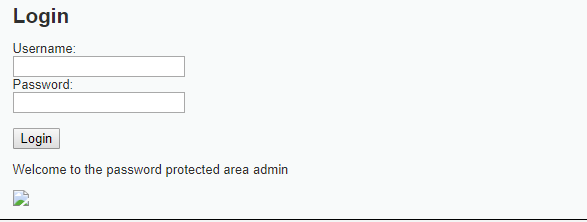 Login
Username:
Password:
Login
Welcome to the password protected area admin